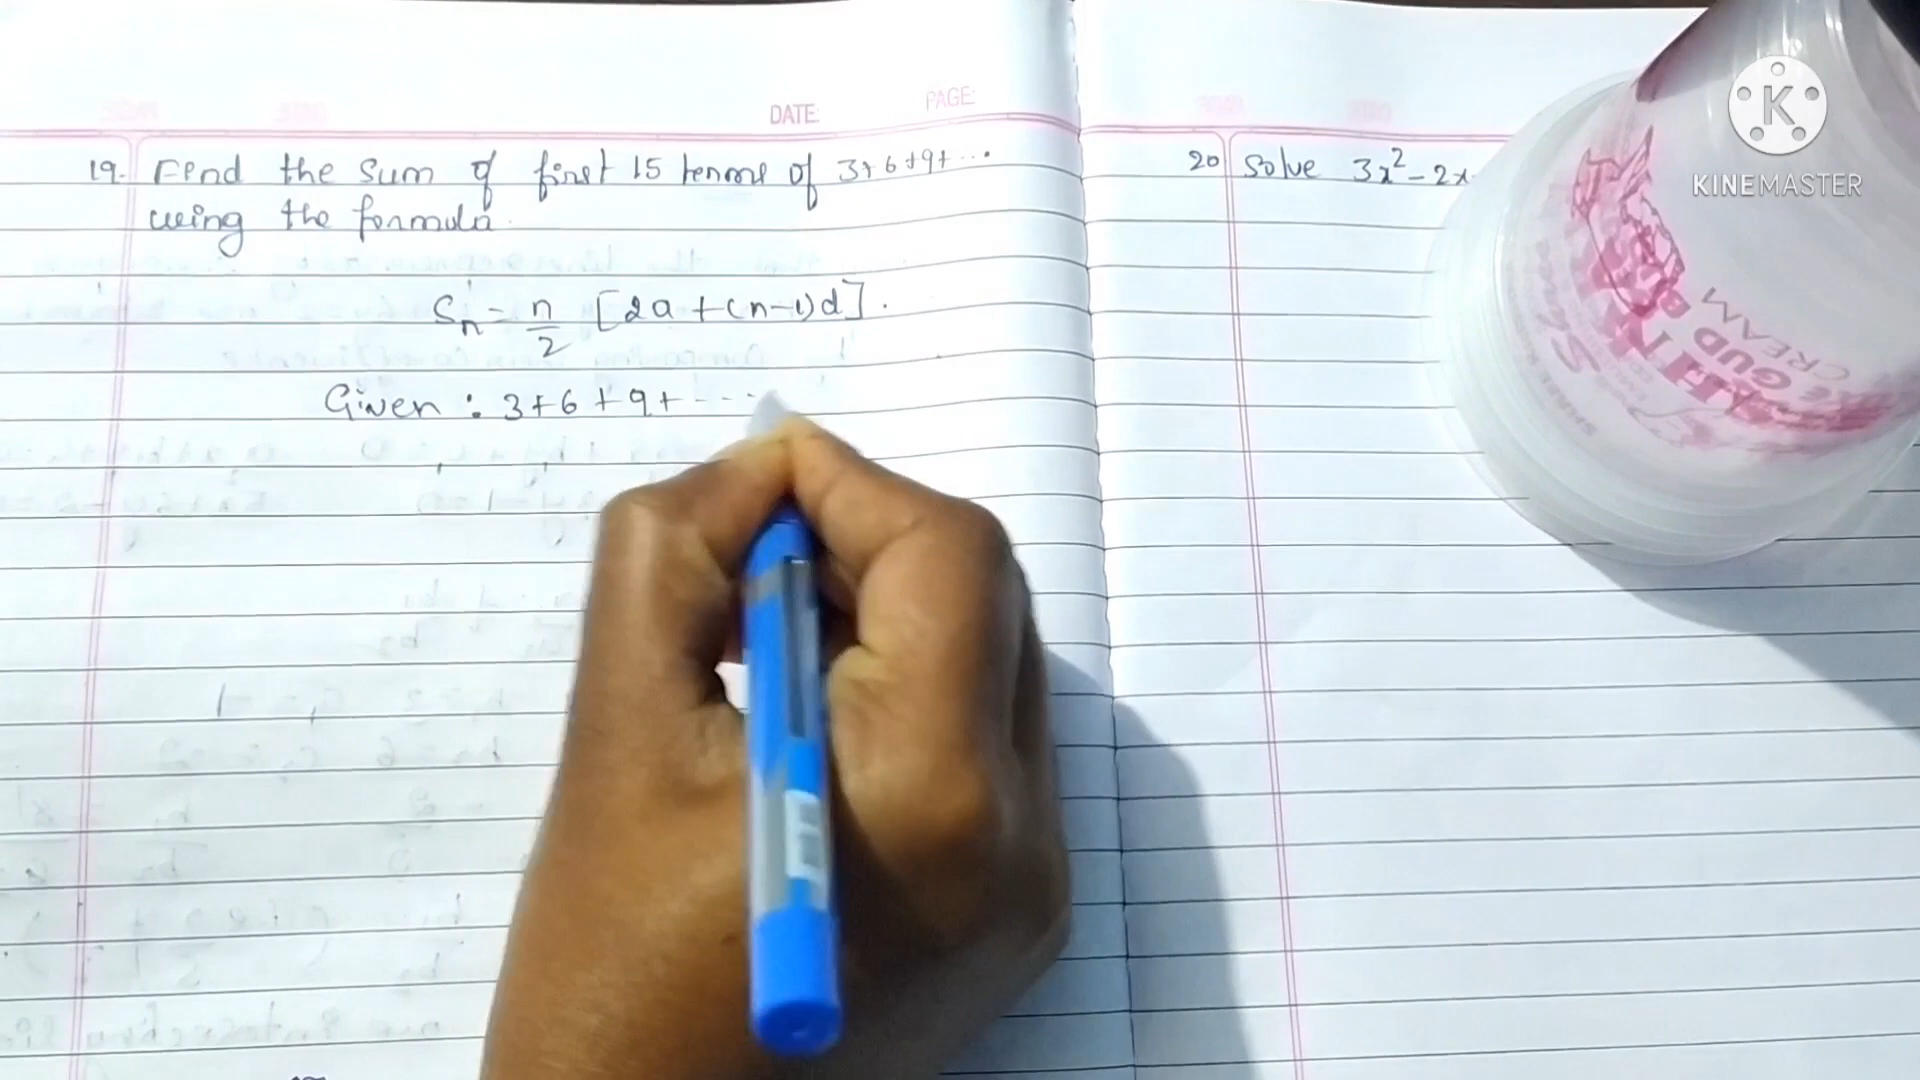 DATE: PAGE:
19. Find the sum of first 15 terms of 3+6+9+...
using the formula.
Sn = n/2 [2a+(n-1)d].
Given : 3+6+9+----
20 Solve 3x²-2x
K
KINEMASTER
CREAM